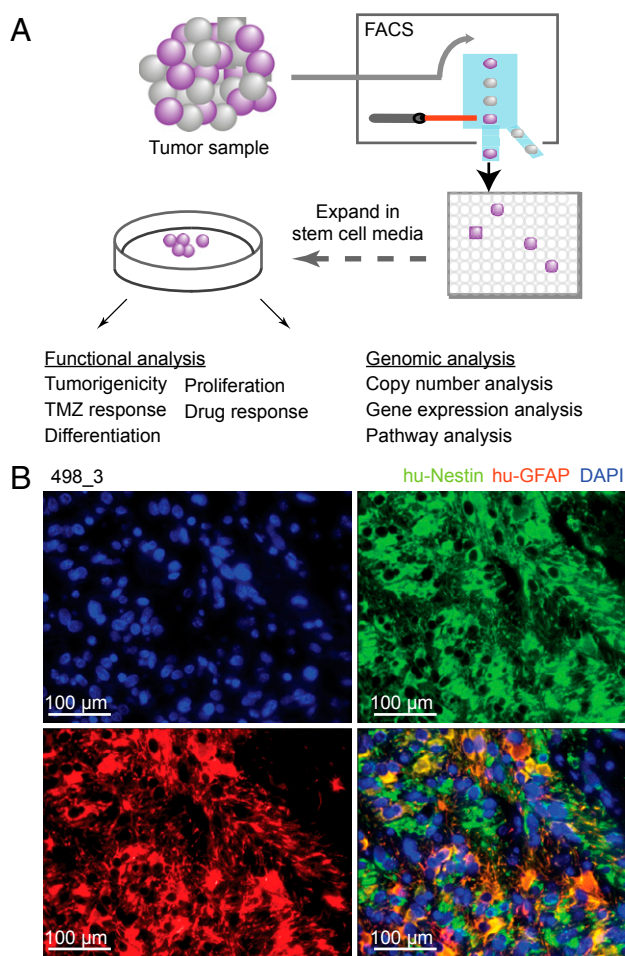 A
FACS
Tumor sample
Expand in
stem cell media
Functional analysis
Tumorigenicity
Proliferation
TMZ response
Drug response
Differentiation
Genomic analysis
Copy number analysis
Gene expression analysis
Pathway analysis
B
498_3
hu-Nestin hu-GFAP DAPI
100 µm
100 µm
100 µm
100 µm